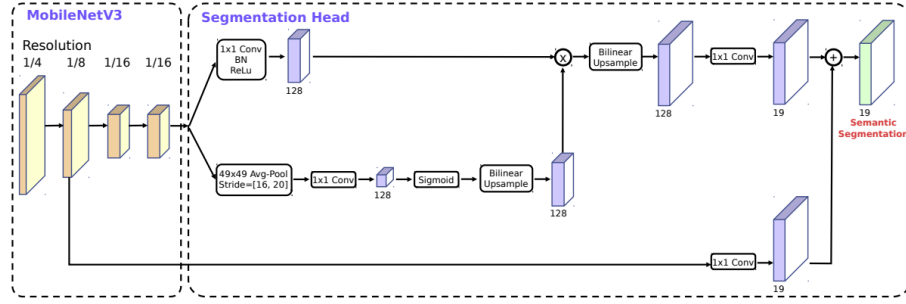 MobileNetV3
Segmentation Head
Resolution
1/4 1/8 1/16 1/16
1x1 Conv
BN
ReLu
128
X
Bilinear
Upsample
128
1x1 Conv
19
+
19
Semantic
Segmentation
49x49 Avg-Pool
Stride=[16, 20]
1x1 Conv
128
Sigmoid
Bilinear
Upsample
128
1x1 Conv
19